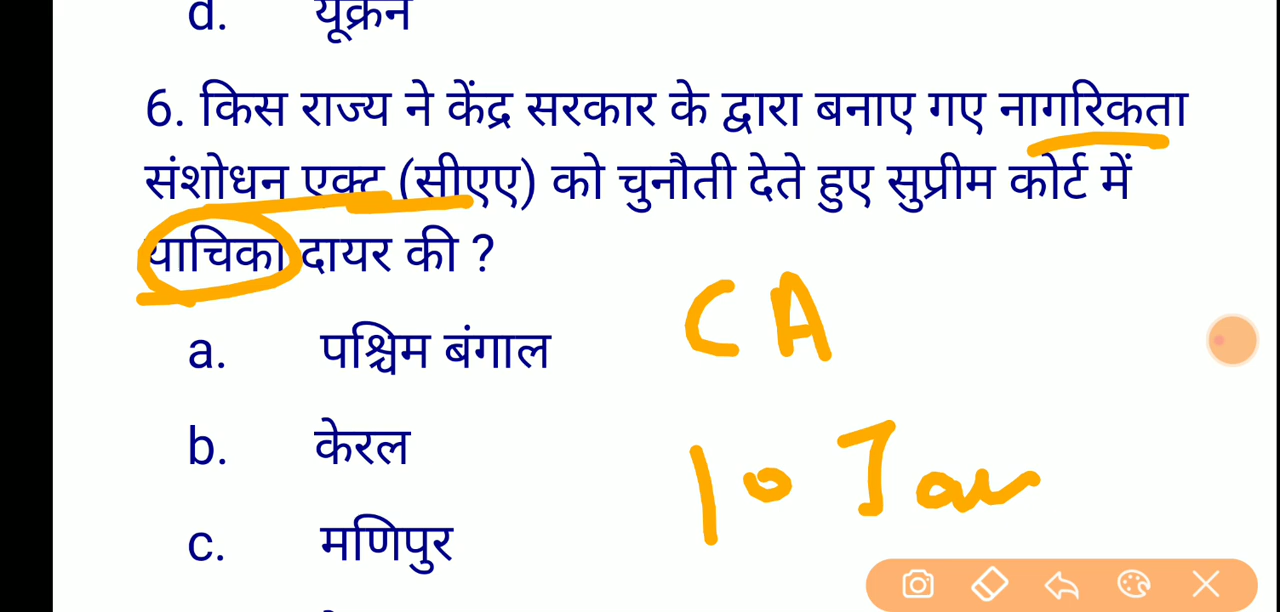 d. यूक्रेन
6. किस राज्य ने केंद्र सरकार के द्वारा बनाए गए नागरिकता
संशोधन एक्ट (सीएए) को चुनौती देते हुए सुप्रीम कोर्ट में
याचिका दायर की ?
CA
a. पश्चिम बंगाल
b. केरल
10 Jan
c. मणिपुर